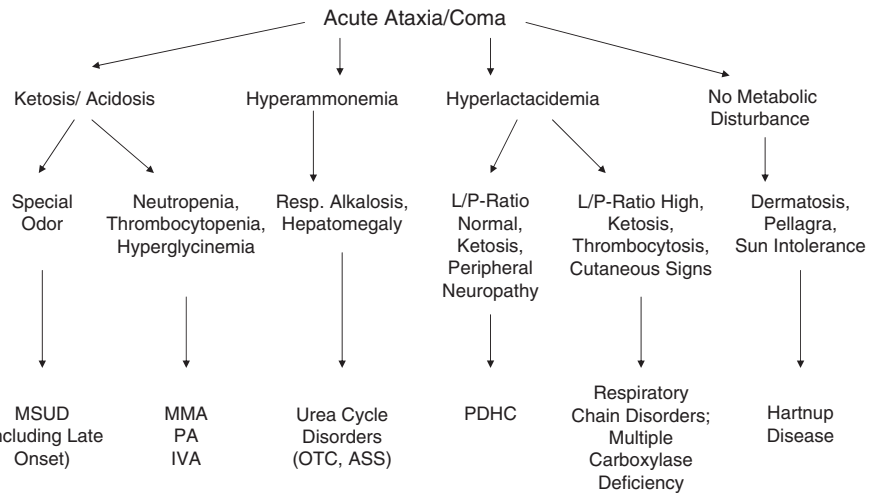 Acute Ataxia/Coma
Ketosis/ Acidosis
Hyperammonemia
Hyperlactacidemia
No Metabolic
Disturbance
Special
Odor
Neutropenia,
Thrombocytopenia,
Hyperglycinemia
Resp. Alkalosis,
Hepatomegaly
L/P-Ratio
Normal,
Ketosis,
Peripheral
Neuropathy
L/P-Ratio High,
Ketosis,
Thrombocytosis,
Cutaneous Signs
Dermatosis,
Pellagra,
Sun Intolerance
MSUD
ncluding Late
Onset)
MMA
PA
IVA
Urea Cycle
Disorders
(OTC, ASS)
PDHC
Respiratory
Chain Disorders;
Multiple
Carboxylase
Deficiency
Hartnup
Disease